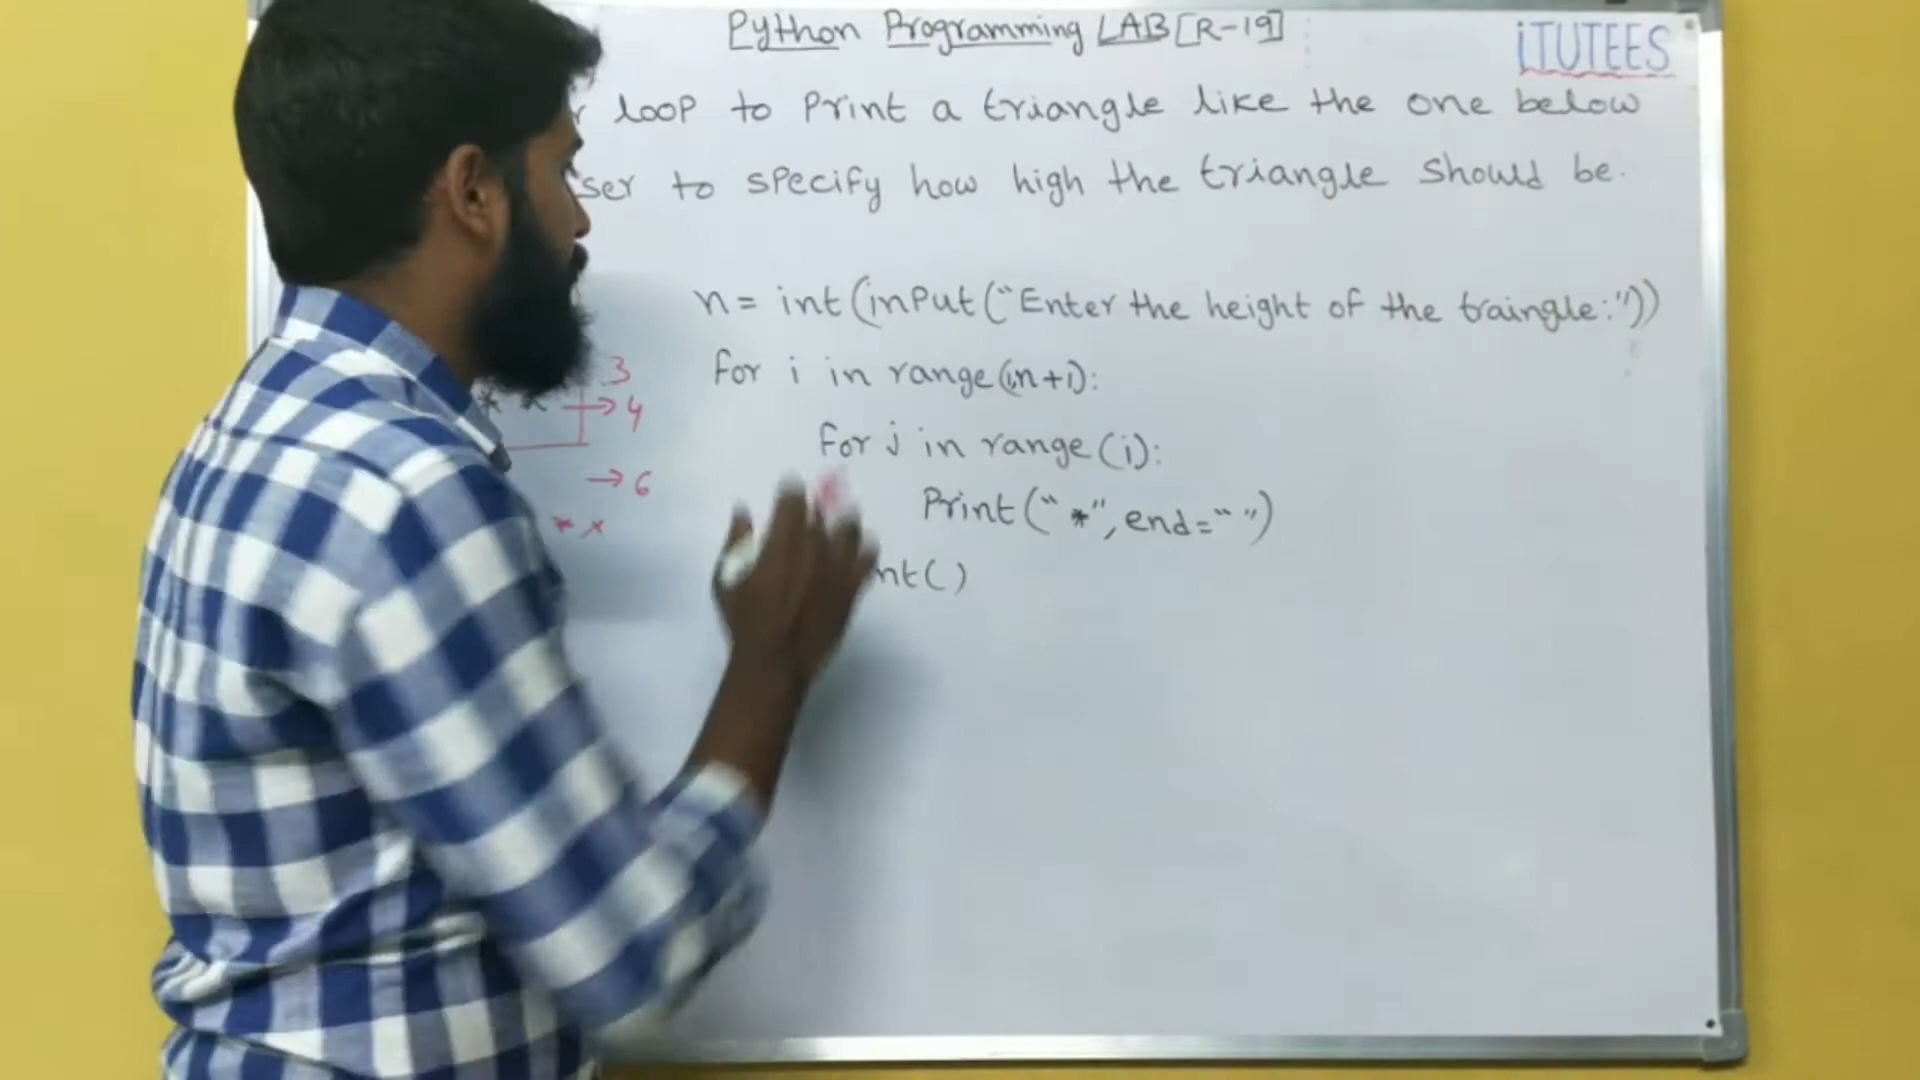 Python Programming LAB [R-19]
iTUTEES
loop to Print a triangle like the one below
to specify how high the triangle should be.
n = int(input("Enter the height of the traingle:"))
for i in range(i,n+1):
for j in range(i):
Print("*", end=" ")
nt()
3
* * → 4
→ 6
* *